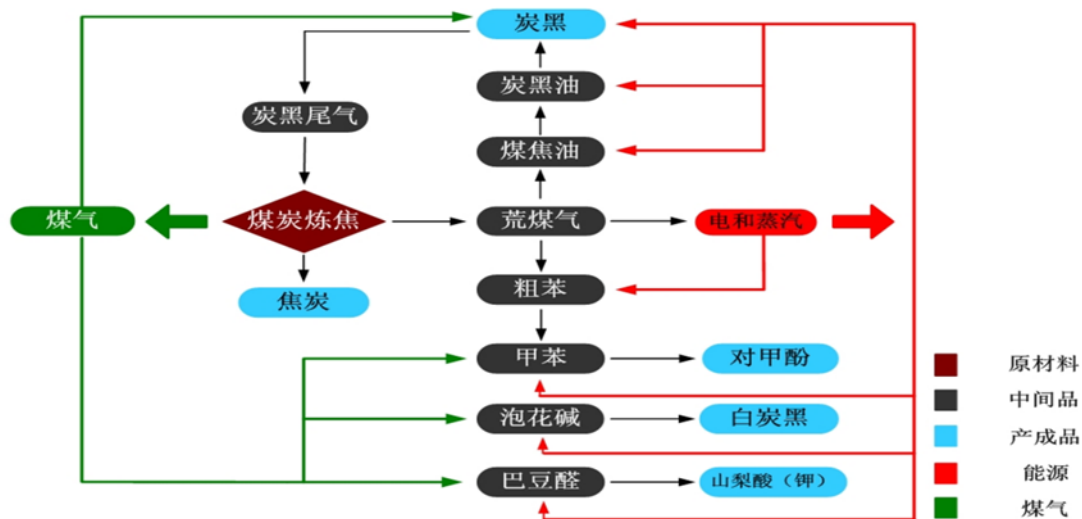 炭黑
炭黑油
炭黑尾气
煤焦油
煤气
煤炭炼焦
荒煤气
电和蒸汽
焦炭
粗苯
甲苯
对甲酚
泡花碱
白炭黑
巴豆醛
山梨酸（钾）
原材料
中间品
产成品
能源
煤气